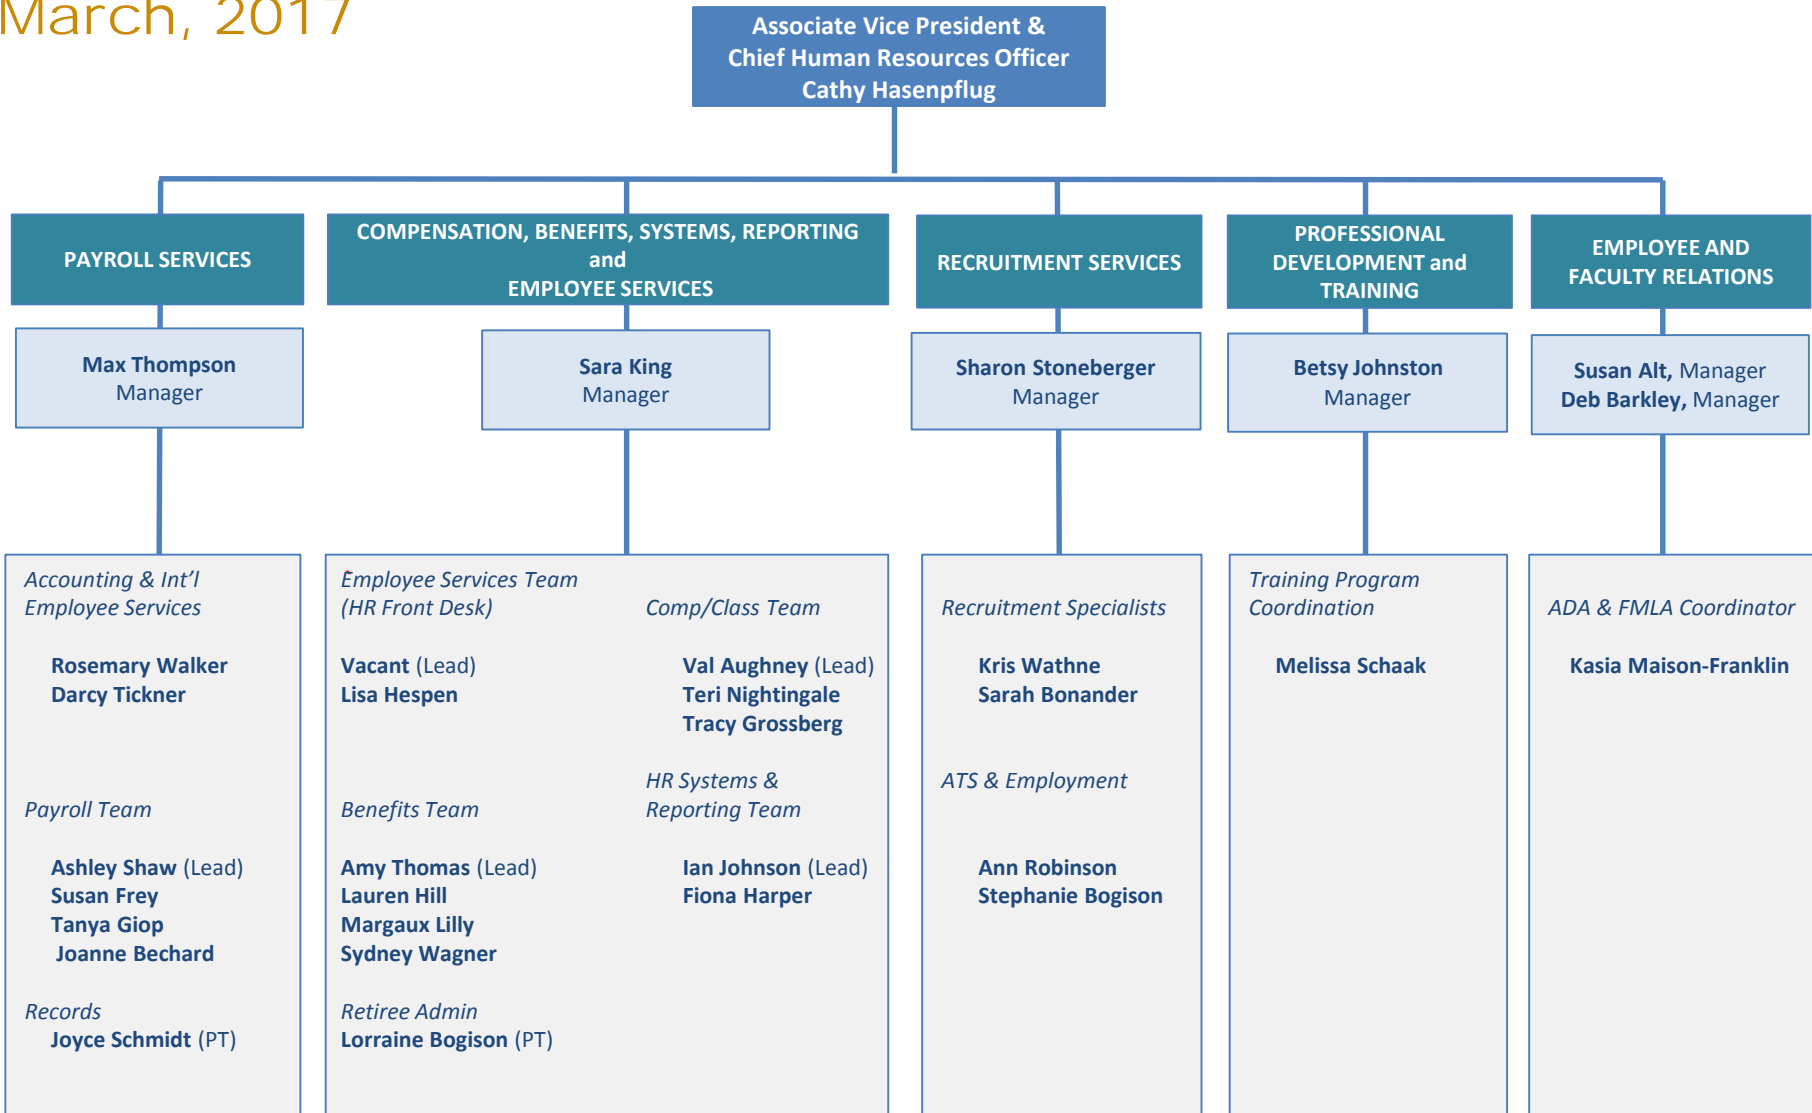 March, 2017
Associate Vice President &
Chief Human Resources Officer
Cathy Hasenpflug
PAYROLL SERVICES
Max Thompson
Manager
Accounting & Int’l
Employee Services
Rosemary Walker
Darcy Tickner
Payroll Team
Ashley Shaw (Lead)
Susan Frey
Tanya Giop
Joanne Bechard
Records
Joyce Schmidt (PT)
COMPENSATION, BENEFITS, SYSTEMS, REPORTING
and
EMPLOYEE SERVICES
Sara King
Manager
Employee Services Team
(HR Front Desk)
Vacant (Lead)
Lisa Hespen
Benefits Team
Amy Thomas (Lead)
Lauren Hill
Margaux Lilly
Sydney Wagner
Retiree Admin
Lorraine Bogison (PT)
Comp/Class Team
Val Aughney (Lead)
Teri Nightingale
Tracy Grossberg
HR Systems &
Reporting Team
Ian Johnson (Lead)
Fiona Harper
RECRUITMENT SERVICES
Sharon Stoneberger
Manager
Recruitment Specialists
Kris Wathne
Sarah Bonander
ATS & Employment
Ann Robinson
Stephanie Bogison
PROFESSIONAL
DEVELOPMENT and
TRAINING
Betsy Johnston
Manager
Training Program
Coordination
Melissa Schaak
EMPLOYEE AND
FACULTY RELATIONS
Susan Alt, Manager
Deb Barkley, Manager
ADA & FMLA Coordinator
Kasia Maison-Franklin